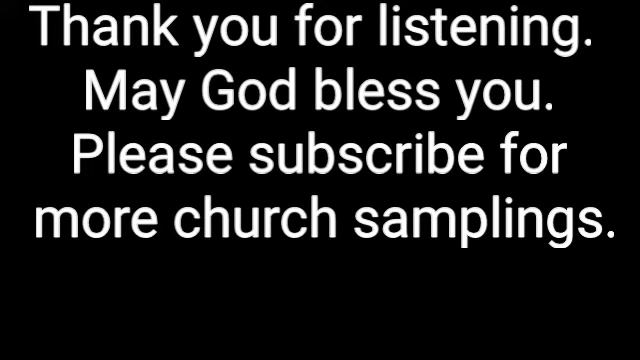 Thank you for listening.
May God bless you.
Please subscribe for
more church samplings.